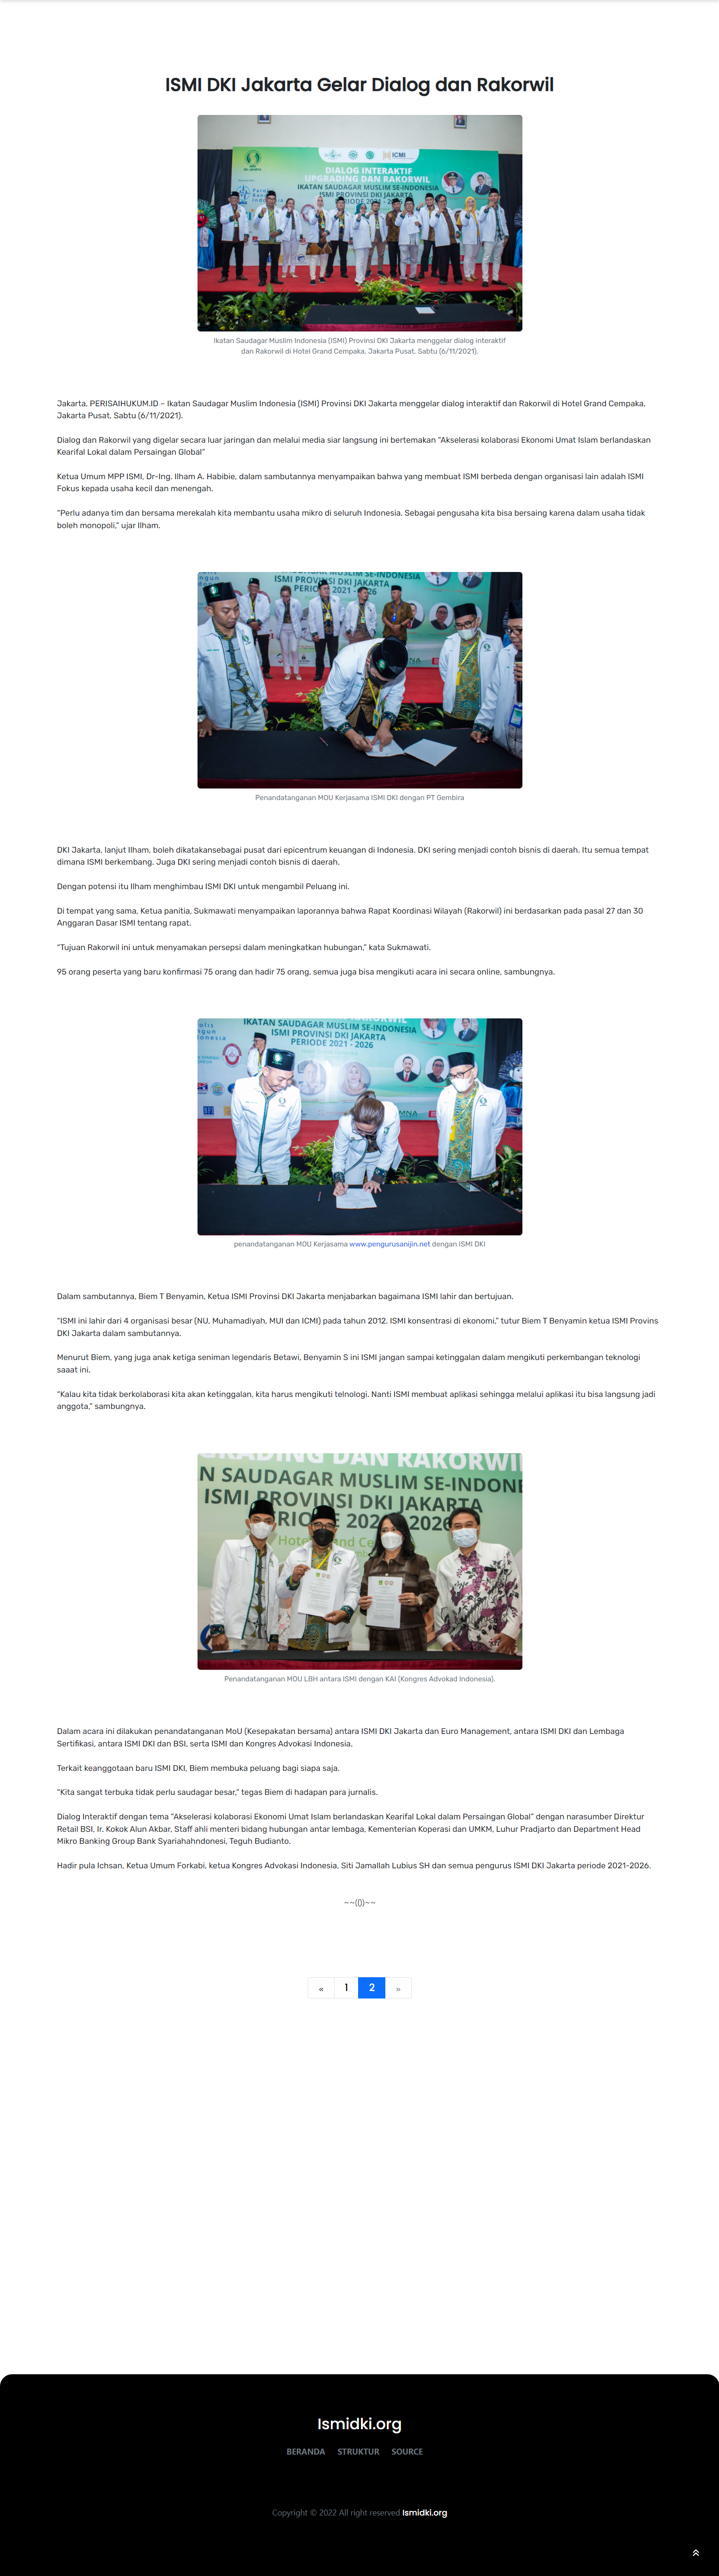 ISMI DKI Jakarta Gelar Dialog dan Rakorwil
ICMI
DIALOG INTERAKTIF
UPGRADING DAN RAKORWIL
IKATAN SAUDAGAR MUSLIM SE-INDONESIA
ISMI PROVINSI DKI JAKARTA
PERIODE 2021 - 2026
Ikatan Saudagar Muslim Indonesia (ISMI) Provinsi DKI Jakarta menggelar dialog interaktif
dan Rakorwil di Hotel Grand Cempaka, Jakarta Pusat, Sabtu (6/11/2021).
Jakarta, PERISAIHUKUM.ID – Ikatan Saudagar Muslim Indonesia (ISMI) Provinsi DKI Jakarta menggelar dialog interaktif dan Rakorwil di Hotel Grand Cempaka,
Jakarta Pusat, Sabtu (6/11/2021).
Dialog dan Rakorwil yang digelar secara luar jaringan dan melalui media siar langsung ini bertemakan “Akselerasi kolaborasi Ekonomi Umat Islam berlandaskan
Kearifal Lokal dalam Persaingan Global”
Ketua Umum MPP ISMI, Dr-Ing. Ilham A. Habibie, dalam sambutannya menyampaikan bahwa yang membuat ISMI berbeda dengan organisasi lain adalah ISMI
Fokus kepada usaha kecil dan menengah.
“Perlu adanya tim dan bersama merekalah kita membantu usaha mikro di seluruh Indonesia. Sebagai pengusaha kita bisa bersaing karena dalam usaha tidak
boleh monopoli,” ujar Ilham.
ISMI PROVINSI DKI JAKARTA
PERIODE 2021 - 2026
Penandatanganan MOU Kerjasama ISMI DKI dengan PT Gembira
DKI Jakarta, lanjut Ilham, boleh dikatakansebagai pusat dari epicentrum keuangan di Indonesia. DKI sering menjadi contoh bisnis di daerah. Itu semua tempat
dimana ISMI berkembang. Juga DKI sering menjadi contoh bisnis di daerah.
Dengan potensi itu Ilham menghimbau ISMI DKI untuk mengambil Peluang ini.
Di tempat yang sama, Ketua panitia, Sukmawati menyampaikan laporannya bahwa Rapat Koordinasi Wilayah (Rakorwil) ini berdasarkan pada pasal 27 dan 30
Anggaran Dasar ISMI tentang rapat.
“Tujuan Rakorwil ini untuk menyamakan persepsi dalam meningkatkan hubungan,” kata Sukmawati.
95 orang peserta yang baru konfirmasi 75 orang dan hadir 75 orang, semua juga bisa mengikuti acara ini secara online, sambungnya.
IKATAN SAUDAGAR MUSLIM SE-INDONESIA
ISMI PROVINSI DKI JAKARTA
PERIODE 2021 - 2026
penandatanganan MOU Kerjasama www.pengurusanijin.net dengan ISMI DKI
Dalam sambutannya, Biem T Benyamin, Ketua ISMI Provinsi DKI Jakarta menjabarkan bagaimana ISMI lahir dan bertujuan.
“ISMI ini lahir dari 4 organisasi besar (NU, Muhamadiyah, MUI dan ICMI) pada tahun 2012. ISMI konsentrasi di ekonomi,” tutur Biem T Benyamin ketua ISMI Provins
DKI Jakarta dalam sambutannya.
Menurut Biem, yang juga anak ketiga seniman legendaris Betawi, Benyamin S ini ISMI jangan sampai ketinggalan dalam mengikuti perkembangan teknologi
saaat ini.
“Kalau kita tidak berkolaborasi kita akan ketinggalan, kita harus mengikuti telnologi. Nanti ISMI membuat aplikasi sehingga melalui aplikasi itu bisa langsung jadi
anggota,” sambungnya.
GRADING DAN RAKORWIL
N SAUDAGAR MUSLIM SE-INDONE
ISMI PROVINSI DKI JAKARTA
PERIODE 2021 - 2026
Penandatanganan MOU LBH antara ISMI dengan KAI (Kongres Advokad Indonesia).
Dalam acara ini dilakukan penandatanganan MoU (Kesepakatan bersama) antara ISMI DKI Jakarta dan Euro Management, antara ISMI DKI dan Lembaga
Sertifikasi, antara ISMI DKI dan BSI, serta ISMI dan Kongres Advokasi Indonesia.
Terkait keanggotaan baru ISMI DKI, Biem membuka peluang bagi siapa saja.
“Kita sangat terbuka tidak perlu saudagar besar,” tegas Biem di hadapan para jurnalis.
Dialog Interaktif dengan tema “Akselerasi kolaborasi Ekonomi Umat Islam berlandaskan Kearifal Lokal dalam Persaingan Global” dengan narasumber Direktur
Retail BSI, Ir. Kokok Alun Akbar, Staff ahli menteri bidang hubungan antar lembaga, Kementerian Koperasi dan UMKM, Luhur Pradjarto dan Department Head
Mikro Banking Group Bank Syariahahndonesi, Teguh Budianto.
Hadir pula Ichsan, Ketua Umum Forkabi, ketua Kongres Advokasi Indonesia, Siti Jamallah Lubius SH dan semua pengurus ISMI DKI Jakarta periode 2021-2026.
~~(())~~
« 1 2 »
Ismidki.org
BERANDA STRUKTUR SOURCE
Copyright © 2022 All right reserved Ismidki.org